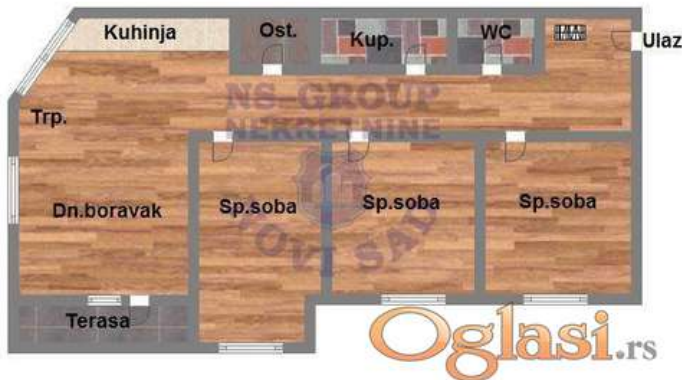 Kuhinja
Ost.
Kup.
WC
Ulaz
NS-GROUP
NEKRETNINE
Trp.
Dn.boravak
Sp.soba
Sp.soba
Sp.soba
NOVI SAD
Terasa
Oglasi.rs